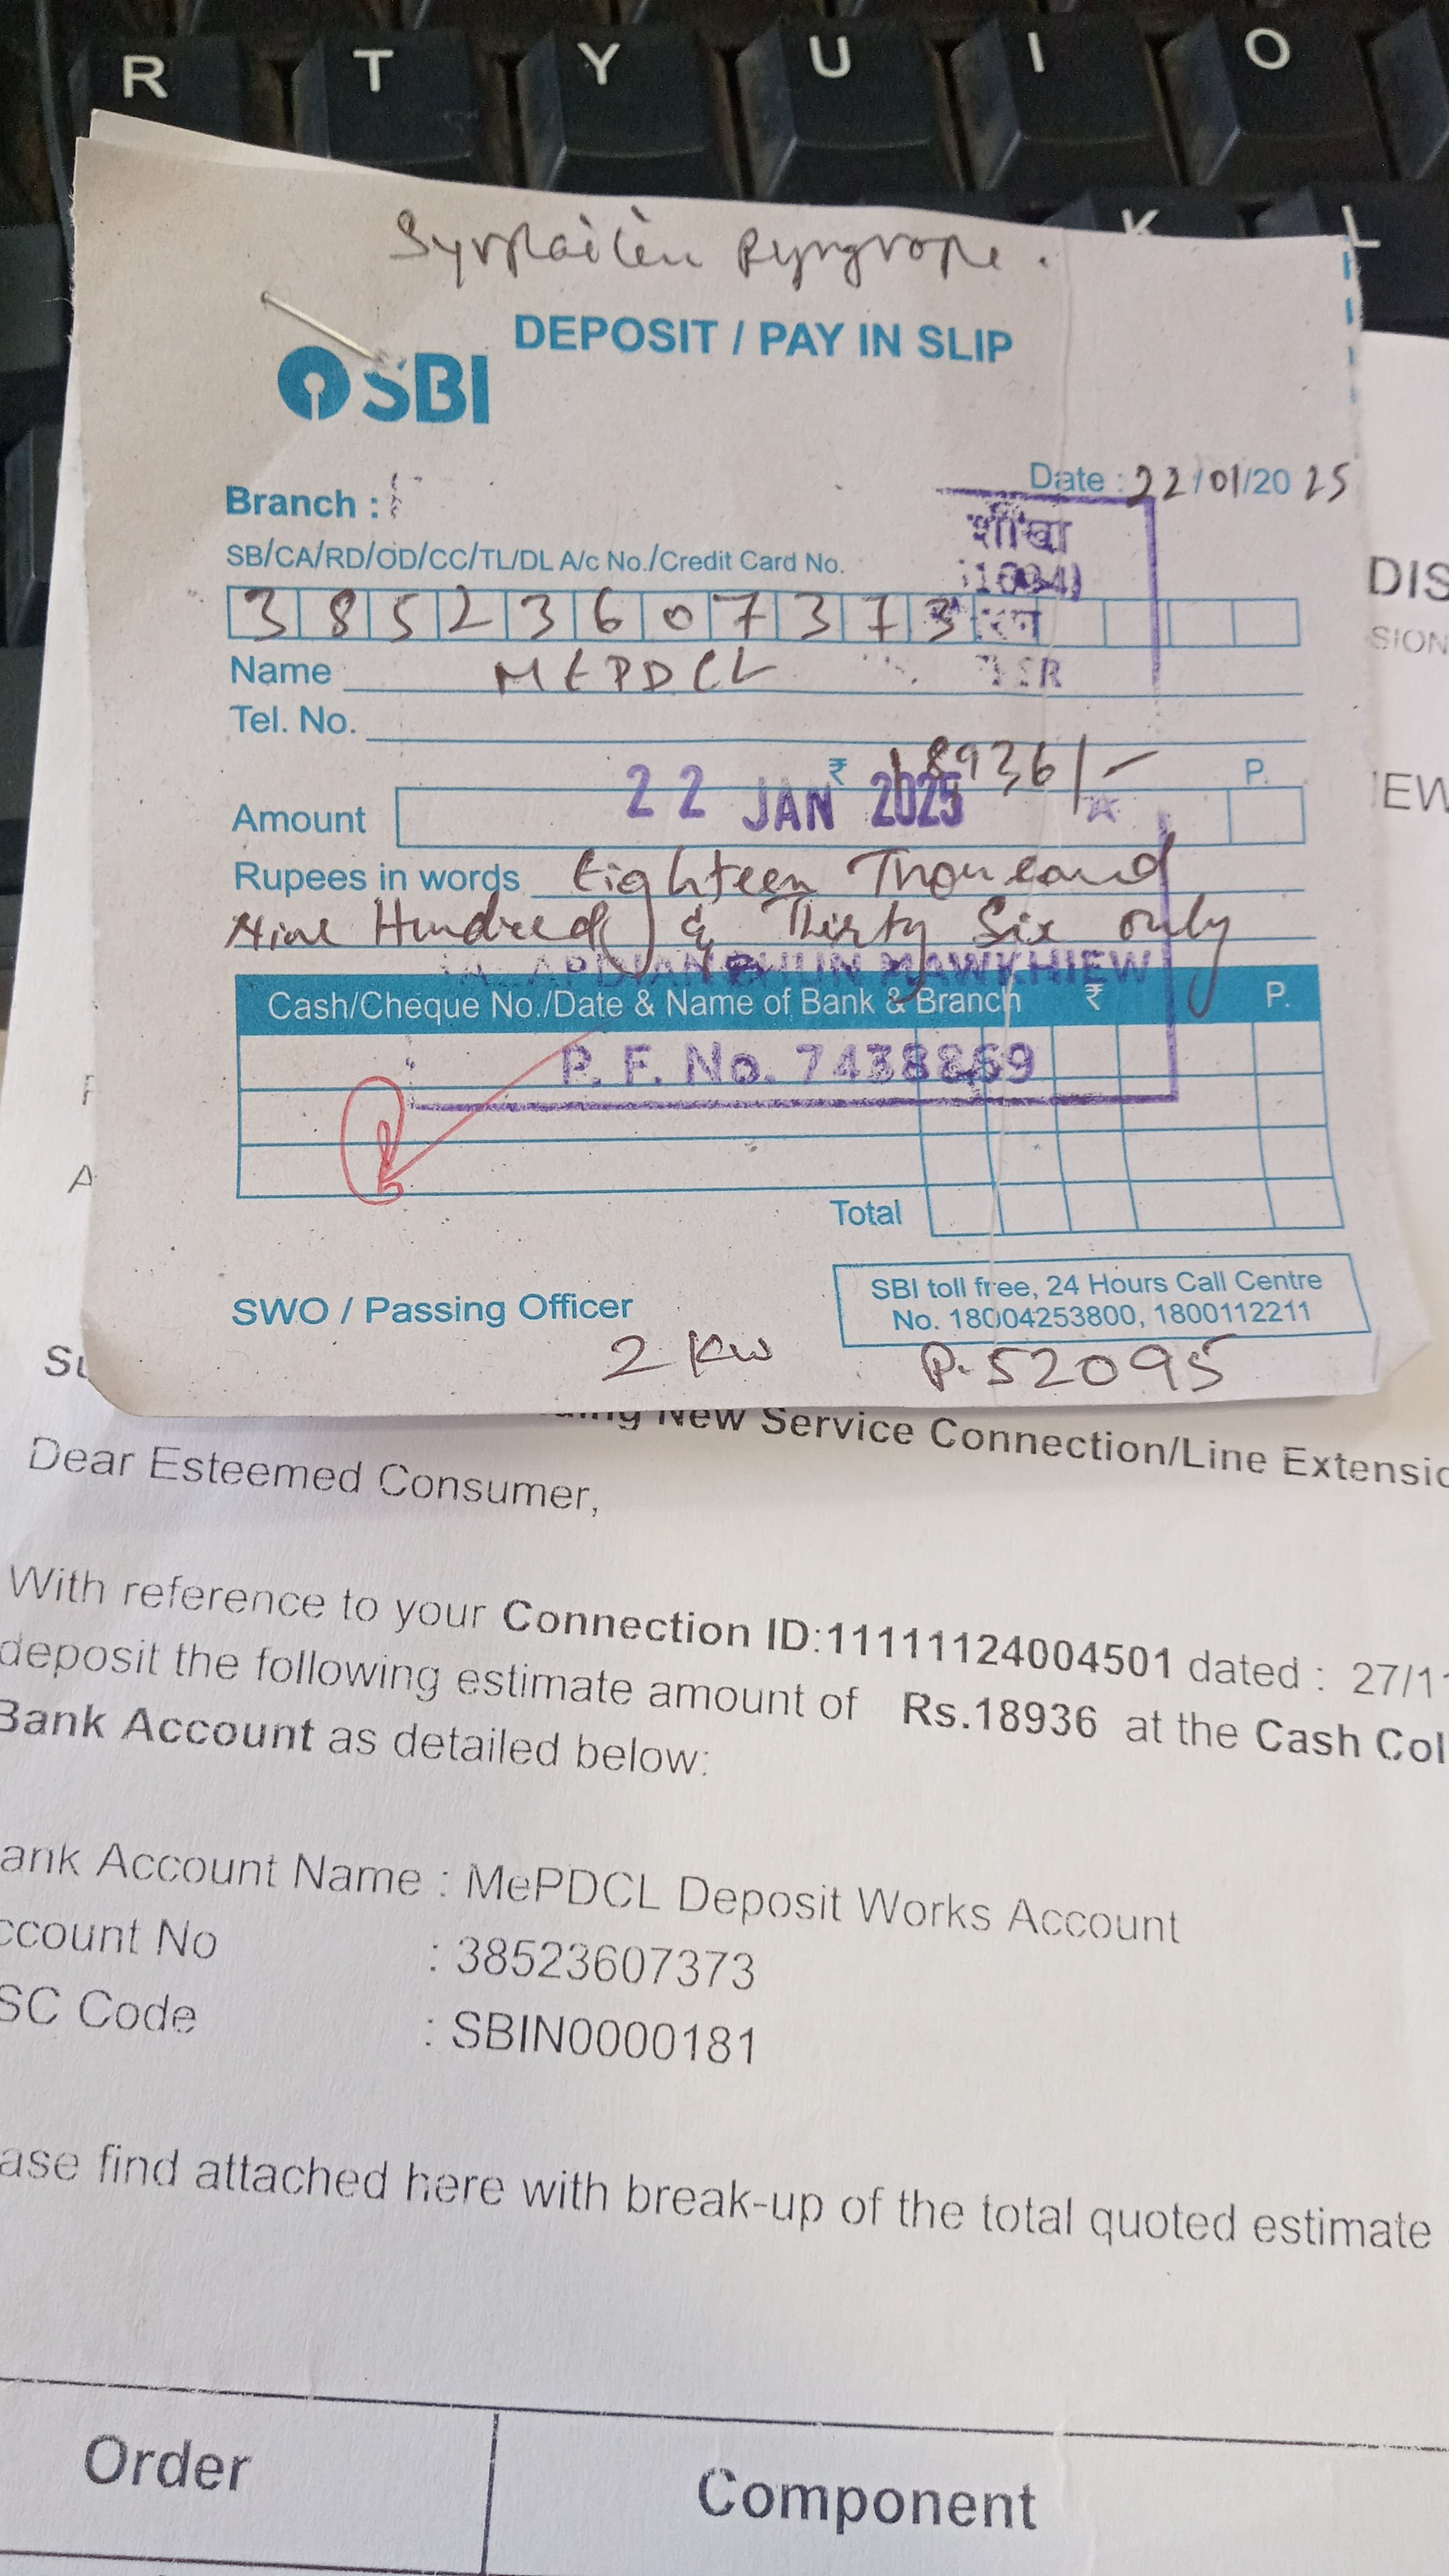 R T Y U I O
K L
Pyngrope.
DEPOSIT / PAY IN SLIP
SBI
Date : 22/01/2025
Branch :
शाखा
SB/CA/RD/OD/CC/TL/DL A/c No./Credit Card No.
38523607373
Name MEPDCL
Tel. No.
₹ 18936/- P.
22 JAN 2025
Amount
Rupees in words Eighteen Thousand
Nine Hundred & Thirty Six only
MAWKHIEW
Cash/Cheque No./Date & Name of Bank & Branch ₹ P.
P. F. No. 7438869
Total
SWO / Passing Officer
SBI toll free, 24 Hours Call Centre
No. 18004253800, 1800112211
2 KW P. 52095
DIS
SION
EW
New Service Connection/Line Extensio
Dear Esteemed Consumer,
With reference to your Connection ID:11111124004501 dated : 27/11
deposit the following estimate amount of Rs.18936 at the Cash Col
Bank Account as detailed below:
ank Account Name : MePDCL Deposit Works Account
ccount No : 38523607373
SC Code : SBIN0000181
ase find attached here with break-up of the total quoted estimate
Order Component